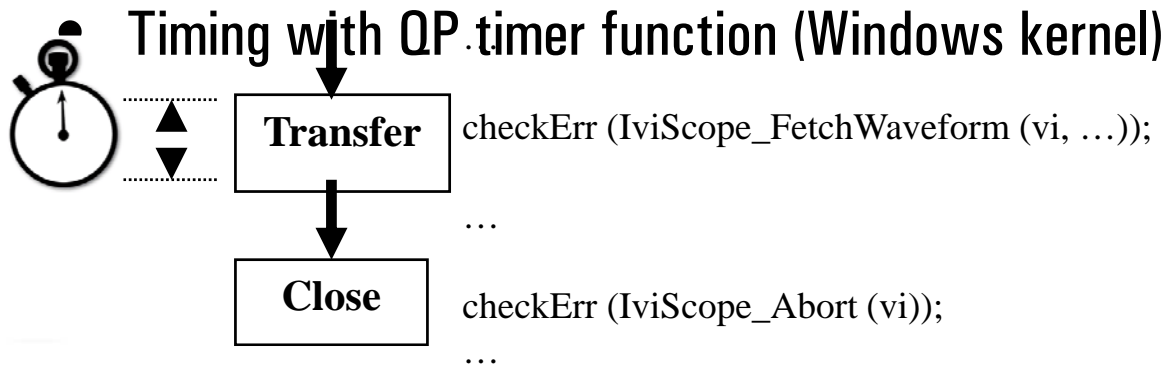 Timing with QP timer function (Windows kernel)
…
Transfer
checkErr (IviScope_FetchWaveform (vi, …));
…
Close
checkErr (IviScope_Abort (vi));
…